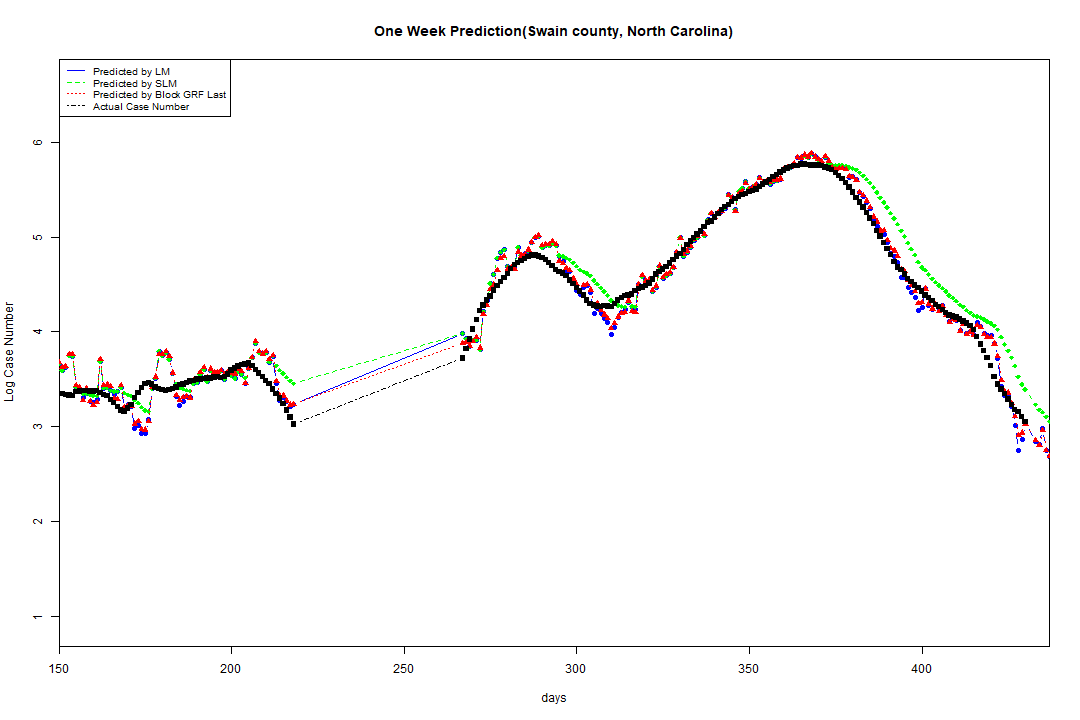 One Week Prediction(Swain county, North Carolina)
Predicted by LM
Predicted by SLM
Predicted by Block GRF Last
Actual Case Number
Log Case Number
6
5
4
3
2
1
150 200 250 300 350 400
days